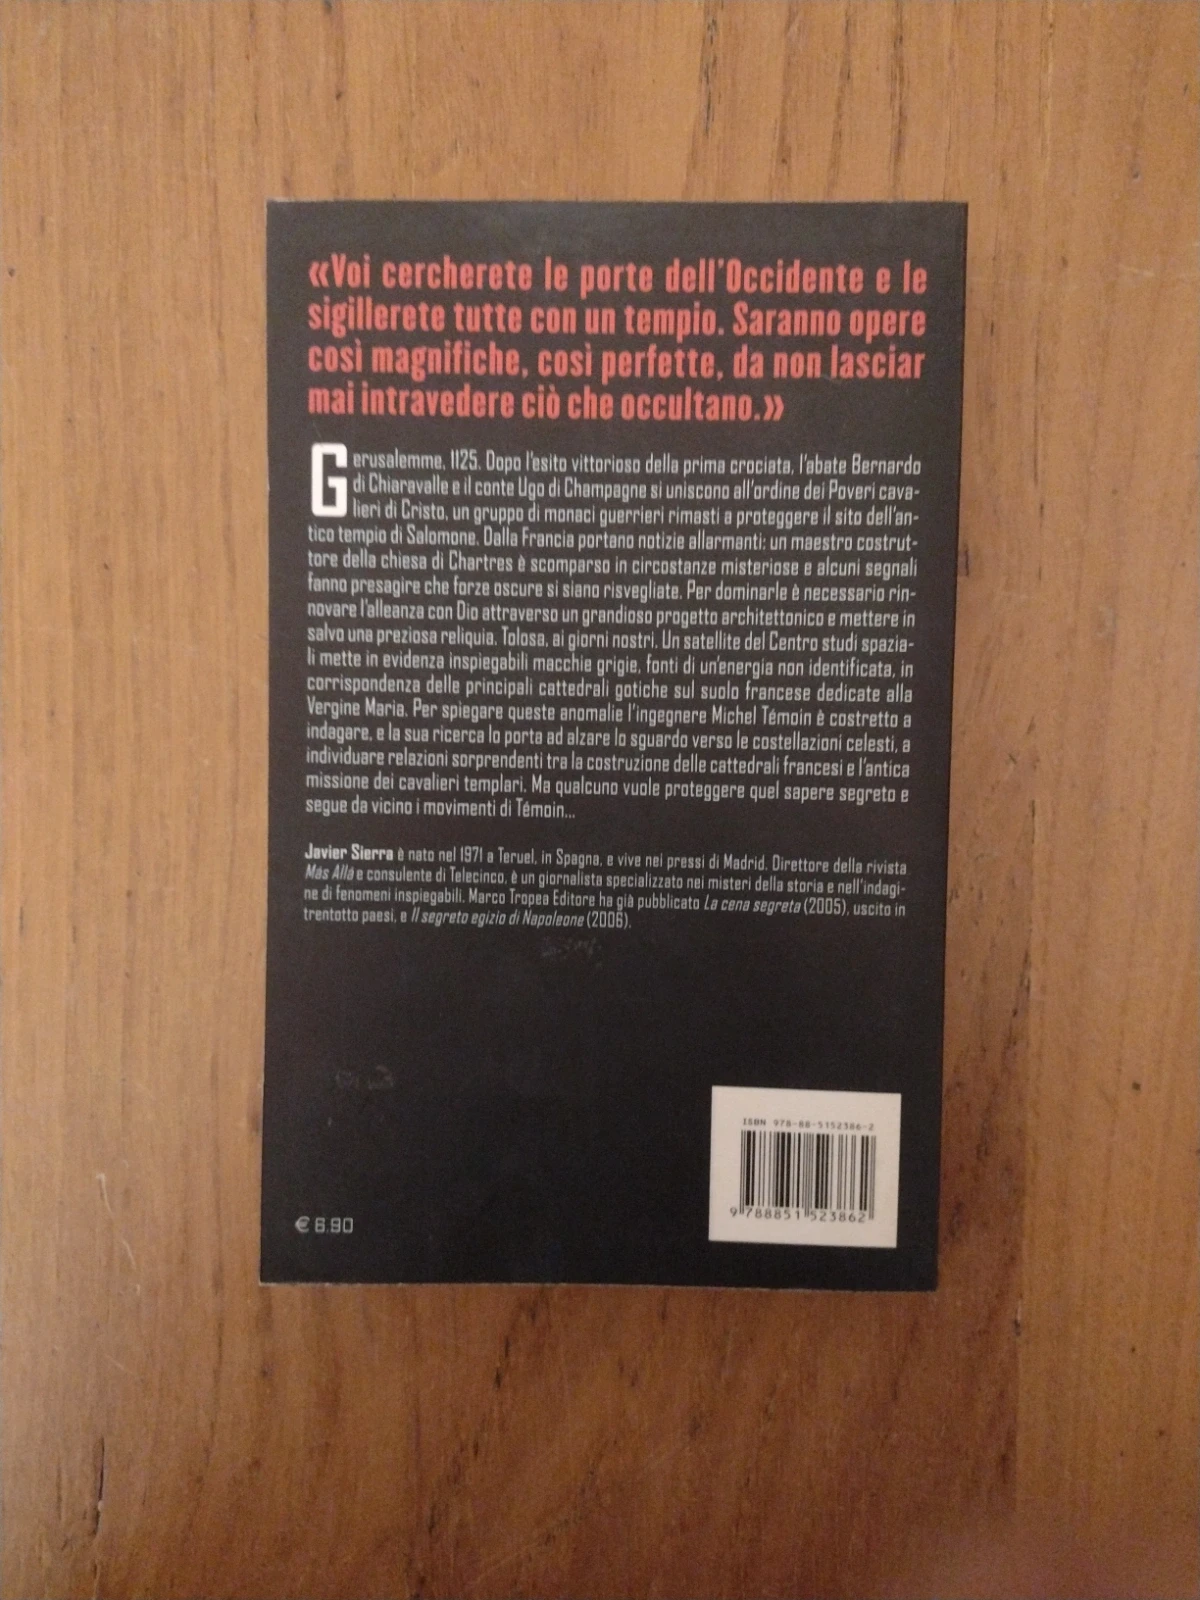 «Voi cercherete le porte dell'Occidente e le
sigillerete tutte con un tempio. Saranno opere
così magnifiche, così perfette, da non lasciar
mai intravedere ciò che occultano.»
Gerusalemme, 1125. Dopo l'esito vittorioso della prima crociata, l'abate Bernardo
di Chiaravalle e il conte Ugo di Champagne si uniscono all'ordine dei Poveri cava-
lieri di Cristo, un gruppo di monaci guerrieri rimasti a proteggere il sito dell'an-
tico tempio di Salomone. Dalla Francia portano notizie allarmanti: un maestro costrut-
tore della chiesa di Chartres è scomparso in circostanze misteriose e alcuni segnali
fanno presagire che forze oscure si siano risvegliate. Per dominarle è necessario rin-
novare l'alleanza con Dio attraverso un grandioso progetto architettonico e mettere in
salvo una preziosa reliquia. Tolosa, ai giorni nostri. Un satellite del Centro studi spazia-
li mette in evidenza inspiegabili macchie grigie, fonti di un'energia non identificata, in
corrispondenza delle principali cattedrali gotiche sul suolo francese dedicate alla
Vergine Maria. Per spiegare queste anomalie l'ingegnere Michel Témoin è costretto a
indagare, e la sua ricerca lo porta ad alzare lo sguardo verso le costellazioni celesti, a
individuare relazioni sorprendenti tra la costruzione delle cattedrali francesi e l'antica
missione dei cavalieri templari. Ma qualcuno vuole proteggere quel sapere segreto e
segue da vicino i movimenti di Témoin...
Javier Sierra è nato nel 1971 a Teruel, in Spagna, e vive nei pressi di Madrid. Direttore della rivista
Más Allá e consulente di Telecinco, è un giornalista specializzato nei misteri della storia e nell'indagi-
ne di fenomeni inspiegabili. Marco Tropea Editore ha già pubblicato La cena segreta (2005), uscito in
trentotto paesi, e Il segreto egizio di Napoleone (2006).
ISBN 978-88-5152386-2
9 788851 523862
€ 6.90